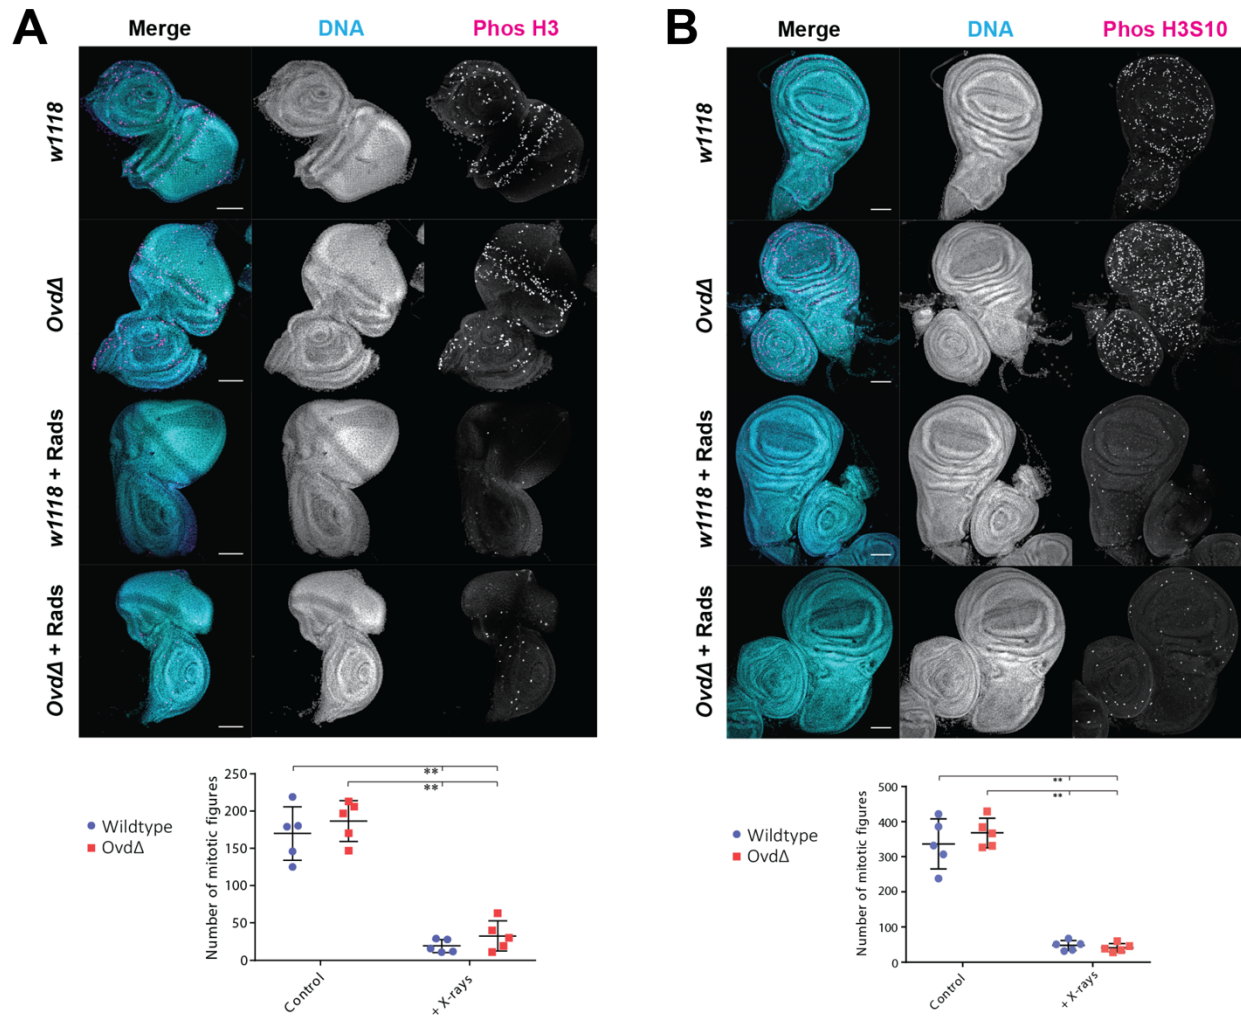 A
Merge DNA Phos H3
w1118
OvdΔ
w1118 + Rads
OvdΔ + Rads
Number of mitotic figures
250
200
150
100
50
0
**
**
Wildtype
OvdΔ
Control
+ X-rays
B
Merge DNA Phos H3S10
w1118
OvdΔ
w1118 + Rads
OvdΔ + Rads
Number of mitotic figures
500
400
300
200
100
0
**
**
Wildtype
OvdΔ
Control
+ X-rays